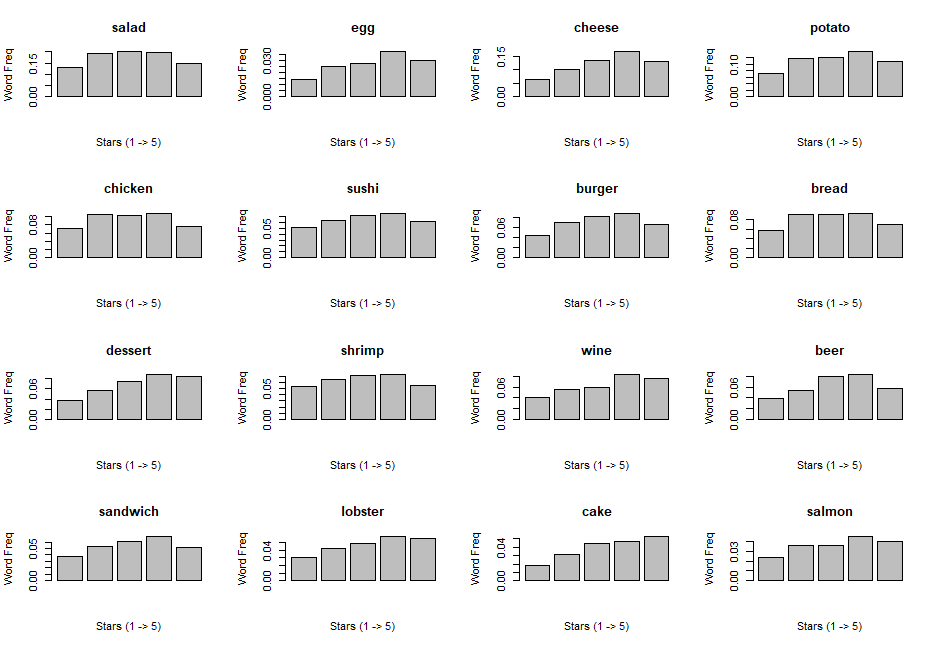 salad
Word Freq
0.00 0.15
Stars (1 -> 5)
egg
Word Freq
0.000 0.030
Stars (1 -> 5)
cheese
Word Freq
0.00 0.15
Stars (1 -> 5)
potato
Word Freq
0.00 0.10
Stars (1 -> 5)
chicken
Word Freq
0.00 0.08
Stars (1 -> 5)
sushi
Word Freq
0.00 0.05
Stars (1 -> 5)
burger
Word Freq
0.00 0.06
Stars (1 -> 5)
bread
Word Freq
0.00 0.08
Stars (1 -> 5)
dessert
Word Freq
0.00 0.06
Stars (1 -> 5)
shrimp
Word Freq
0.00 0.05
Stars (1 -> 5)
wine
Word Freq
0.00 0.06
Stars (1 -> 5)
beer
Word Freq
0.00 0.06
Stars (1 -> 5)
sandwich
Word Freq
0.00 0.05
Stars (1 -> 5)
lobster
Word Freq
0.00 0.04
Stars (1 -> 5)
cake
Word Freq
0.00 0.04
Stars (1 -> 5)
salmon
Word Freq
0.00 0.03
Stars (1 -> 5)